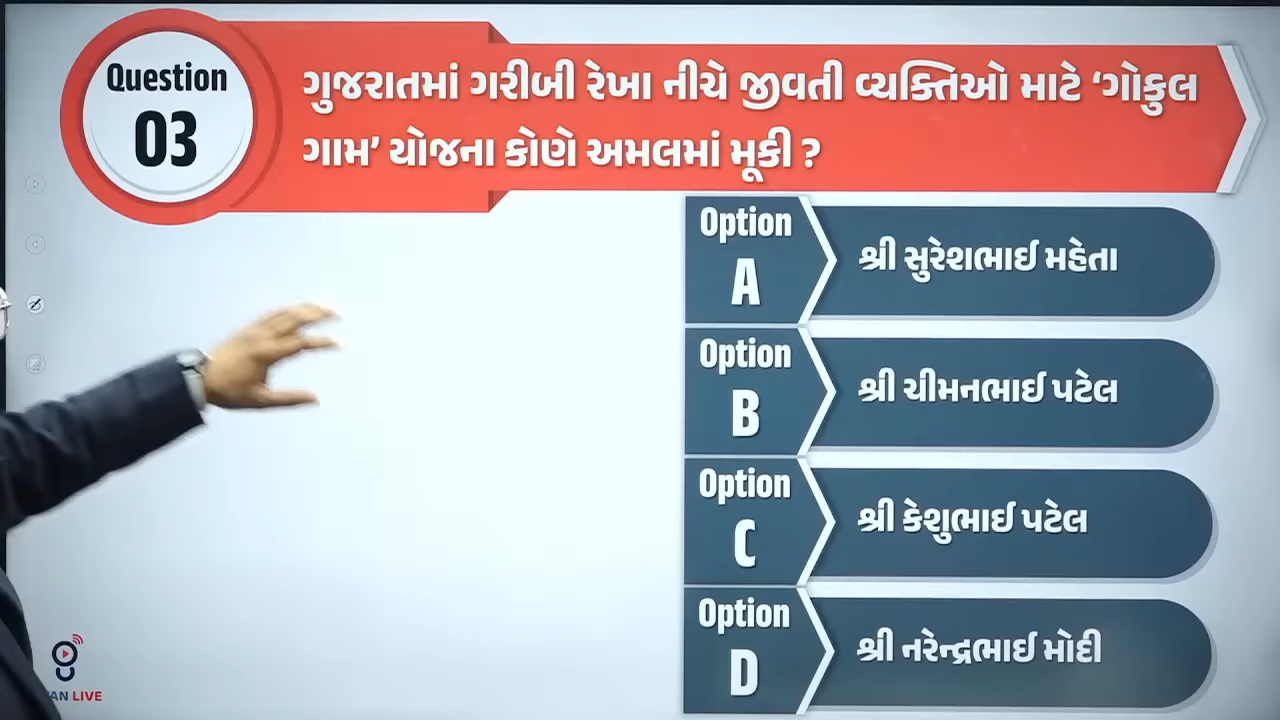 Question
03
ગુજરાતમાં ગરીબી રેખા નીચે જીવતી વ્યક્તિઓ માટે ‘ગોકુલ
ગામ’ યોજના કોણે અમલમાં મૂકી ?
Option
A
શ્રી સુરેશભાઈ મહેતા
Option
B
શ્રી ચીમનભાઈ પટેલ
Option
C
શ્રી કેશુભાઈ પટેલ
Option
D
શ્રી નરેન્દ્રભાઈ મોદી
LIVE